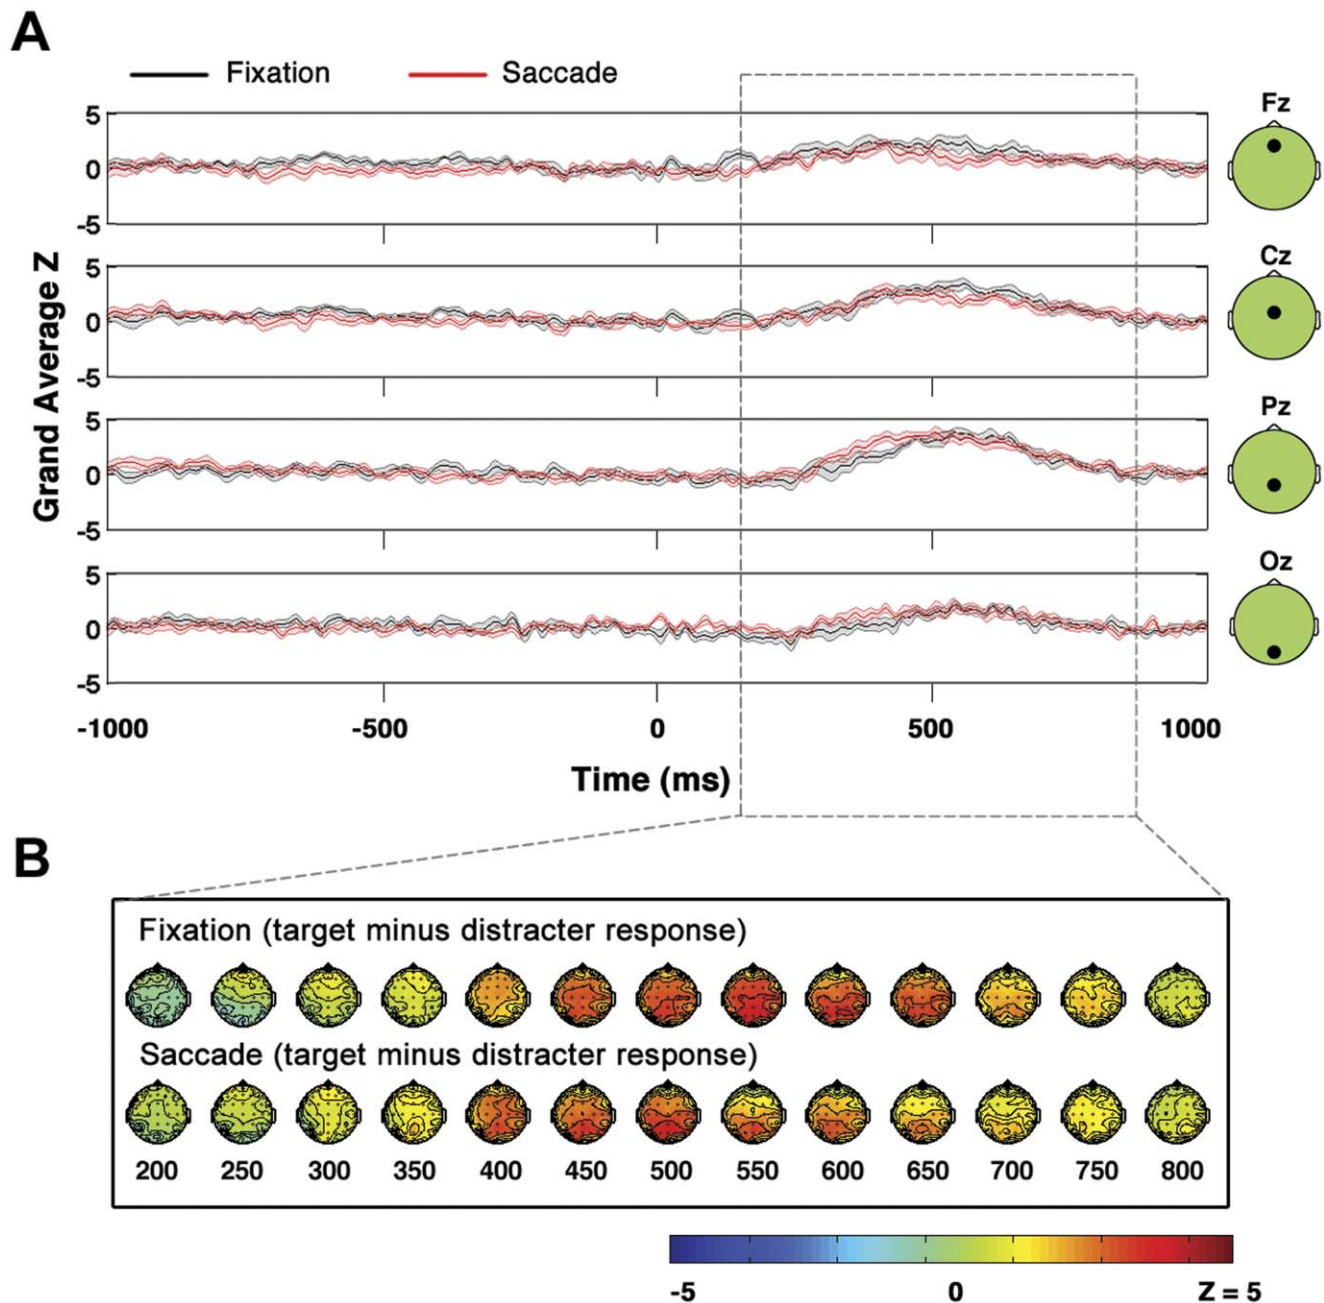 A
Fixation Saccade
Fz
5
0
-5
Cz
5
0
-5
Grand Average Z
Pz
5
0
-5
Oz
5
0
-5
-1000 -500 0 500 1000
Time (ms)
B
Fixation (target minus distracter response)
Saccade (target minus distracter response)
200 250 300 350 400 450 500 550 600 650 700 750 800
-5 0 Z = 5